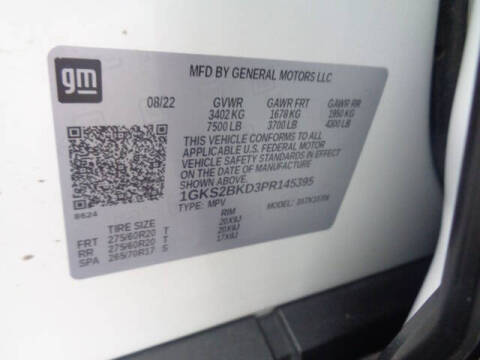 gm
MFD BY GENERAL MOTORS LLC
08/22 GVWR GAWR FRT GAWR RR
3402 KG 1678 KG 1950 KG
7500 LB 3700 LB 4300 LB
THIS VEHICLE CONFORMS TO ALL
APPLICABLE U.S. FEDERAL MOTOR
VEHICLE SAFETY STANDARDS IN EFFECT
ON THE DATE OF MANUFACTURE SHOWN ABOVE.
1GKS2BKD3PR145395
TYPE: MPV MODEL:
8624
TIRE SIZE RIM
FRT 275/60R20 T 20X9J
RR 275/60R20 T 20X9J
SPA 265/70R17 S 17X8J